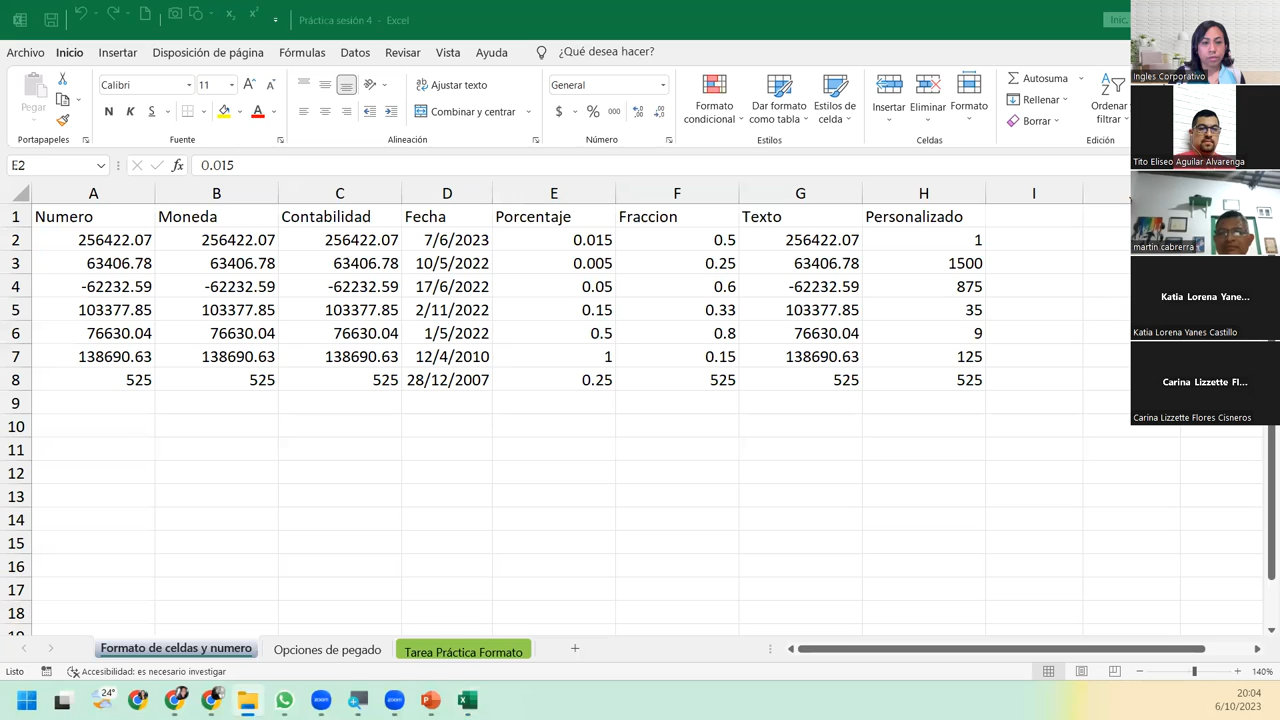 Práctica sesión 4 - Excel
Inic.
Archivo Inicio Disposición de página Fórmulas Datos Revisar Vista Ayuda ¿Qué desea hacer?
Pegar
Calibri 11
N K S
Combinar y centrar
General
Formato condicional
Dar formato como tabla
Estilos de celda
Insertar Eliminar Formato
Autosuma
Rellenar
Borrar
Ordenar filtrar
Portapapeles Fuente Alineación Número Estilos Celdas Edición
E2 fx 0.015
A B C D E F G H I
1 Numero Moneda Contabilidad Fecha Porcentaje Fraccion Texto Personalizado
2 256422.07 256422.07 256422.07 7/6/2023 0.015 0.5 256422.07 1
3 63406.78 63406.78 63406.78 10/7/2022 0.005 0.25 63406.78 1500
4 -62232.59 -62232.59 -62232.59 17/6/2022 0.05 0.6 -62232.59 875
5 103377.85 103377.85 103377.85 2/11/2022 0.15 0.33 103377.85 35
6 76630.04 76630.04 76630.04 1/5/2022 0.5 0.8 76630.04 9
7 138690.63 138690.63 138690.63 12/4/2010 1 0.15 138690.63 125
8 525 525 525 28/12/2007 0.25 525 525 525
9
10
11
12
13
14
15
16
17
18
Formato de celdas y numero Opciones de pegado Tarea Práctica Formato
Listo Accesibilidad: es necesario investigar 140%
24°
20:04
6/10/2023
Ingles Corporativo
Tito Eliseo Aguilar Alvarenga
martin cabrerra
Katia Lorena Yane...
Katia Lorena Yanes Castillo
Carina Lizzette Fl...
Carina Lizzette Flores Cisneros